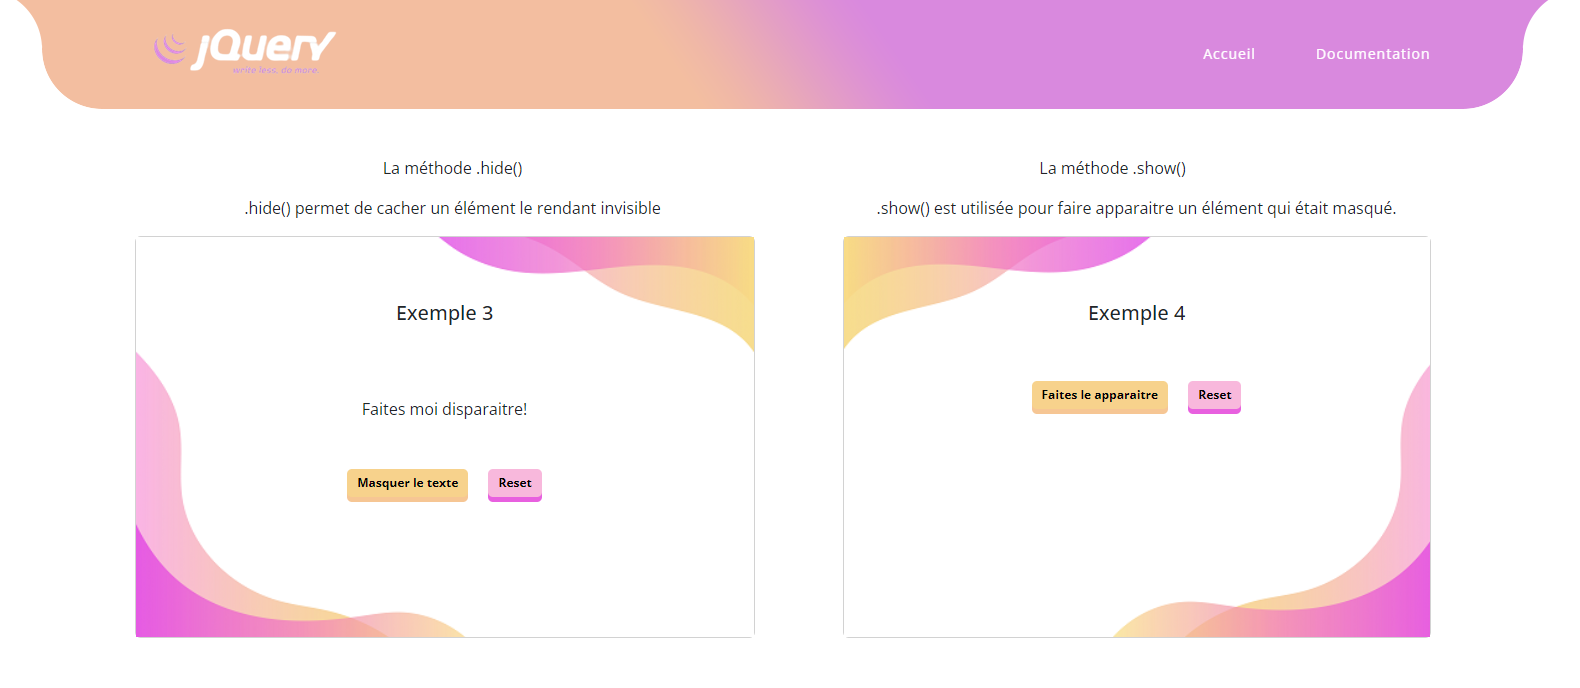 jQuery
write less, do more.
Accueil
Documentation
La méthode .hide()
.hide() permet de cacher un élément le rendant invisible
Exemple 3
Faites moi disparaitre!
Masquer le texte
Reset
La méthode .show()
.show() est utilisée pour faire apparaitre un élément qui était masqué.
Exemple 4
Faites le apparaitre
Reset